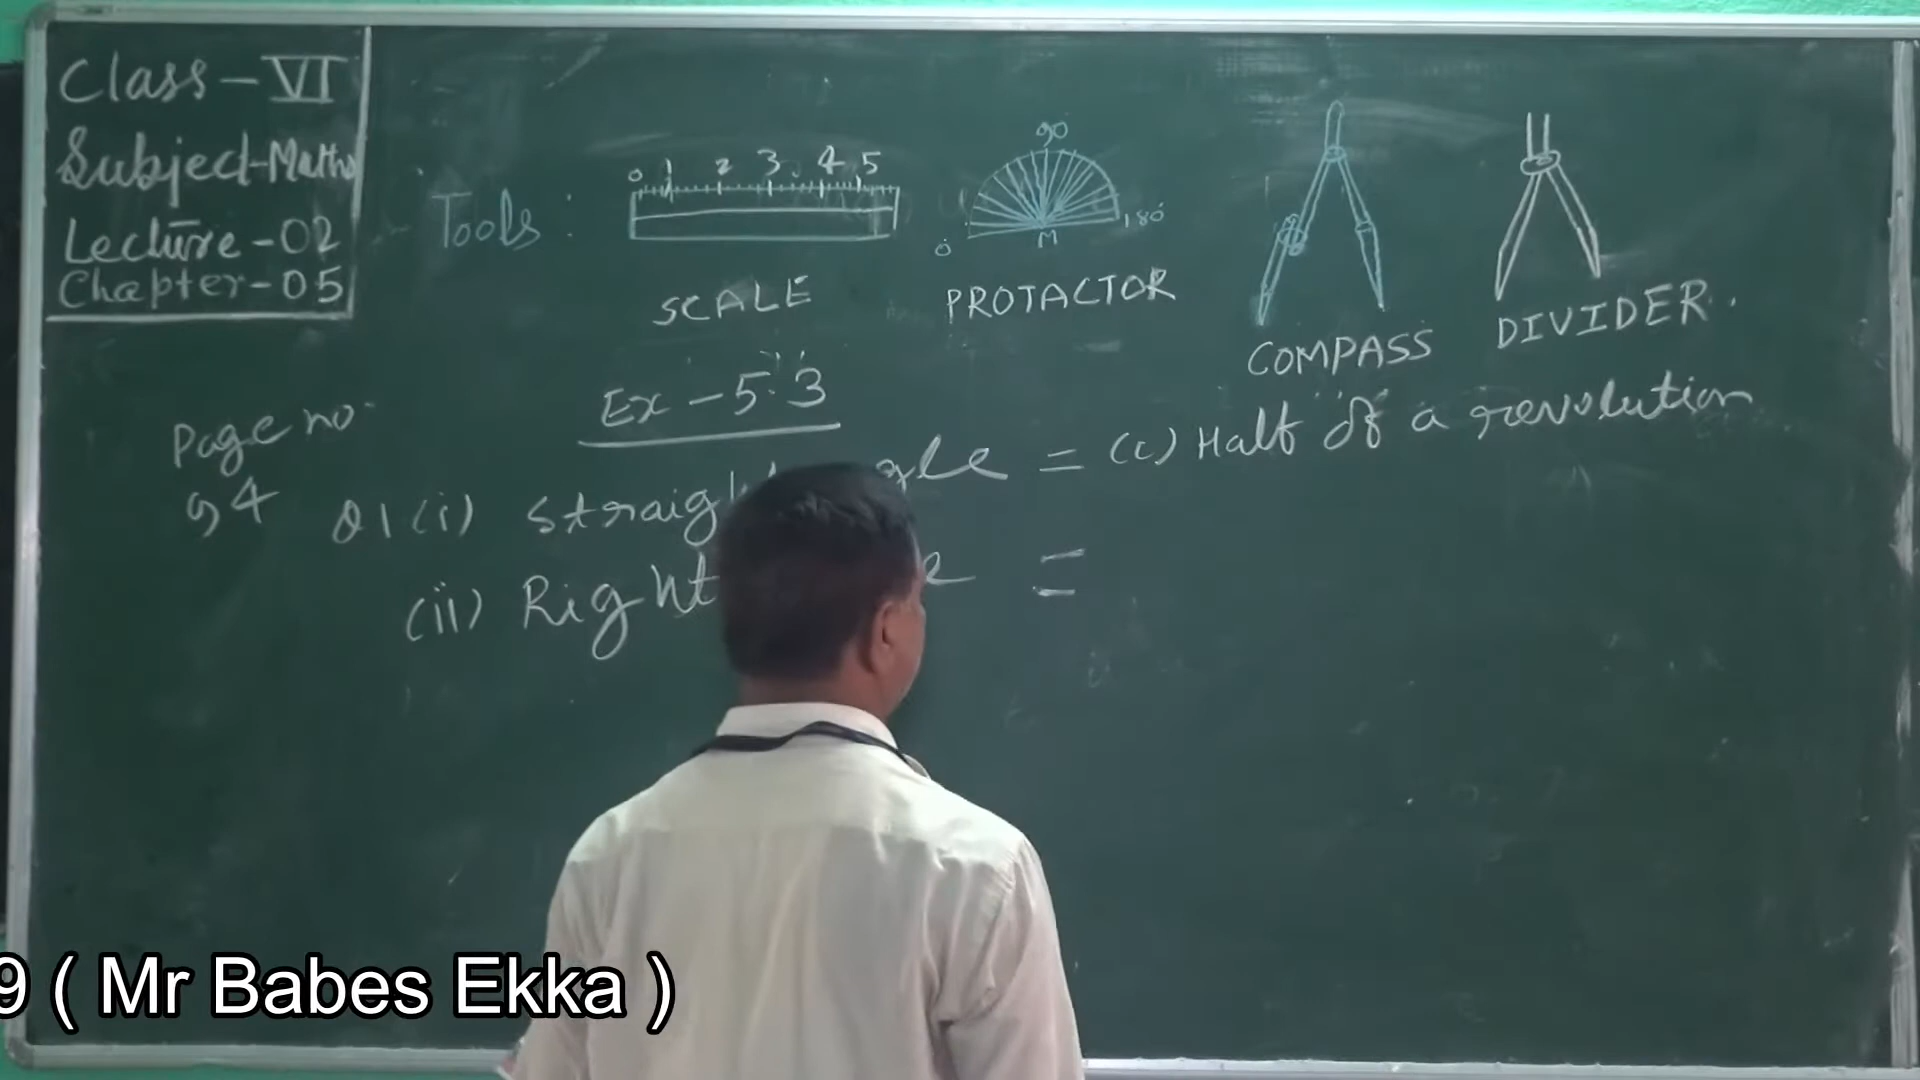 Class - VI
Subject-Maths
Lecture - 02
Chapter - 05
Tools :
0 1 2 3 4 5
SCALE
0 90 180
M
PROTACTOR
COMPASS
DIVIDER.
Ex - 5.3
Page no.
94
Q1 (i) Straig gle = (c) Half of a revolution
(ii) Right e =
9 ( Mr Babes Ekka )